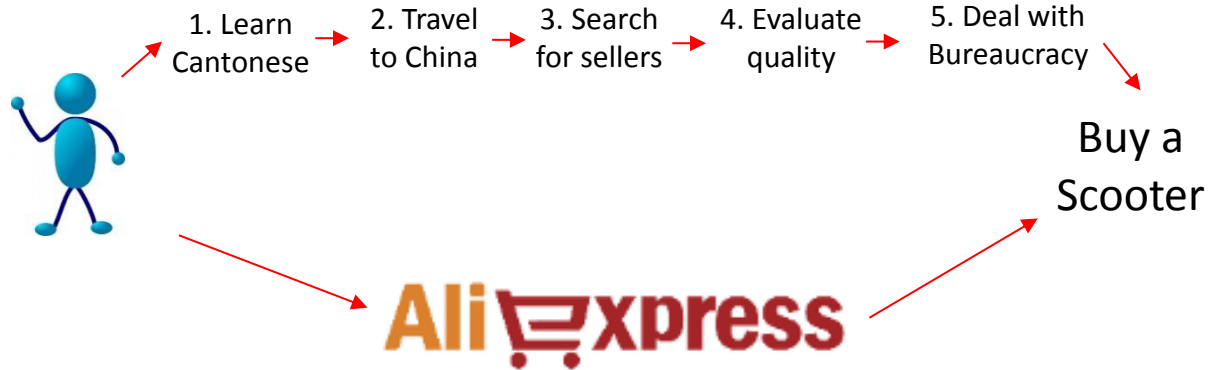 1. Learn
Cantonese
2. Travel
to China
3. Search
for sellers
4. Evaluate
quality
5. Deal with
Bureaucracy
Buy a
Scooter
AliExpress